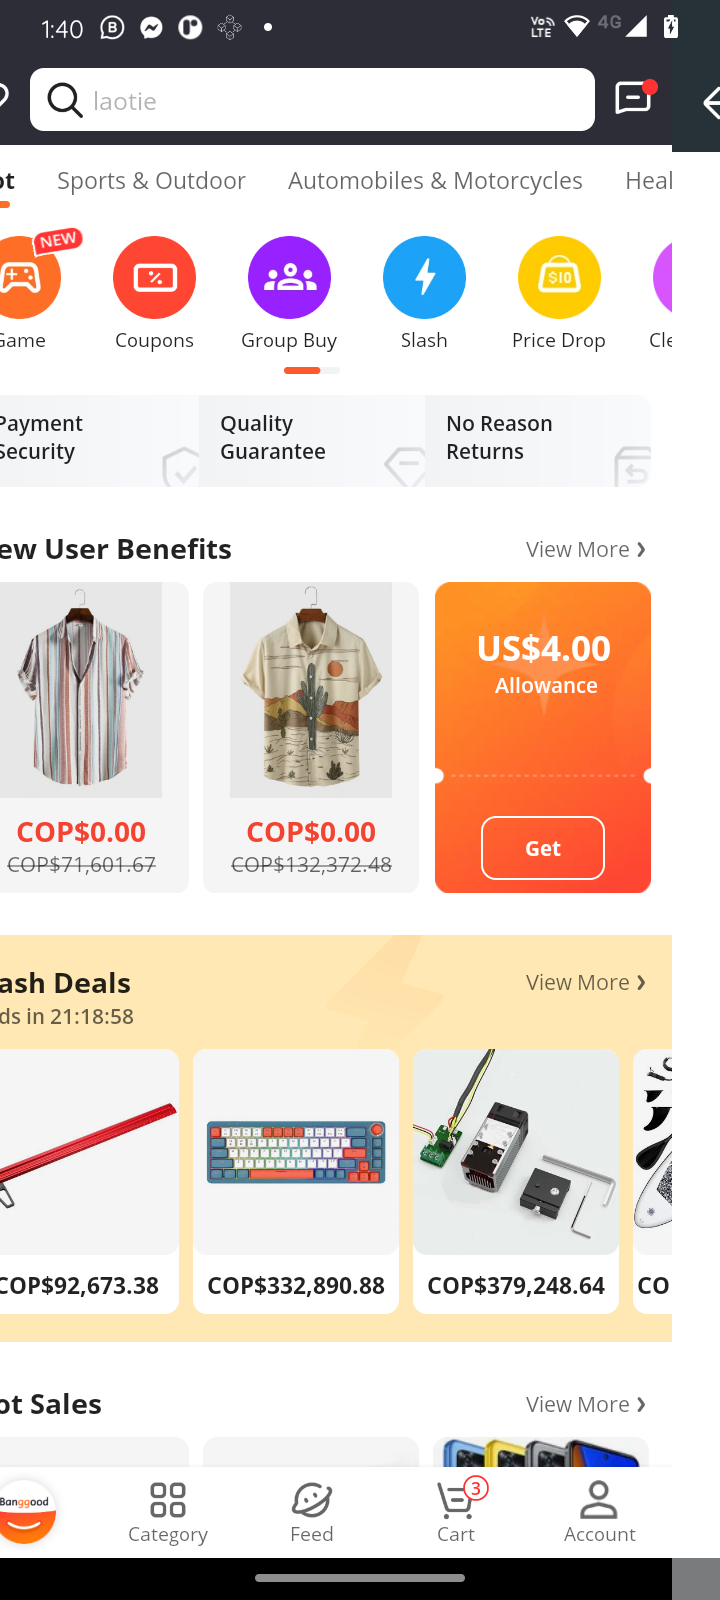 1:40
VoLTE 4G
laotie
ot Sports & Outdoor Automobiles & Motorcycles Heal
NEW
Game Coupons Group Buy Slash Price Drop Cle
$10
Payment
Security
Quality
Guarantee
No Reason
Returns
ew User Benefits View More
COP$0.00
COP$71,601.67
COP$0.00
COP$132,372.48
US$4.00
Allowance
Get
ash Deals View More
ds in 21:18:58
COP$92,673.38 COP$332,890.88 COP$379,248.64 CO
ot Sales View More
Banggood
Category Feed Cart Account
3